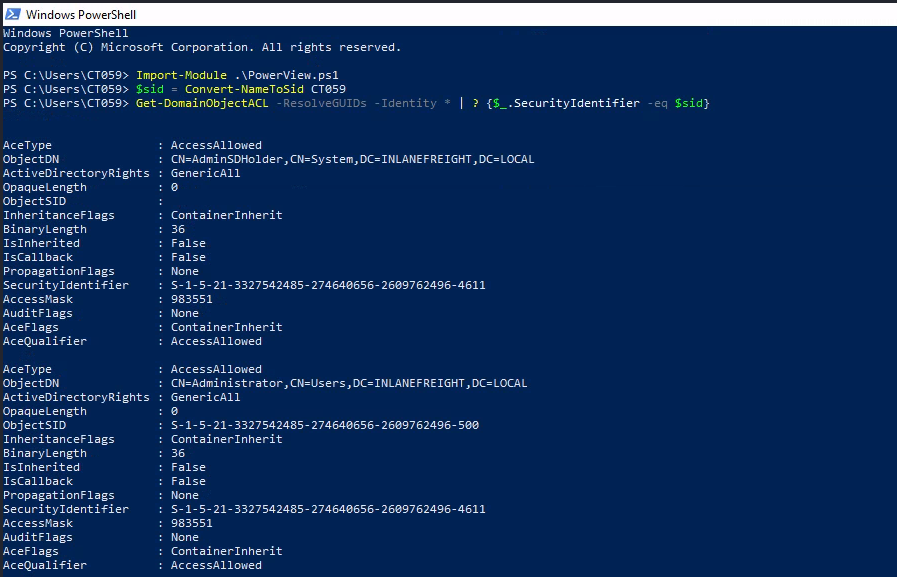 Windows PowerShell
Windows PowerShell
Copyright (C) Microsoft Corporation. All rights reserved.
PS C:\Users\CT059> Import-Module .\PowerView.ps1
PS C:\Users\CT059> $sid = Convert-NameToSid CT059
PS C:\Users\CT059> Get-DomainObjectACL -ResolveGUIDs -Identity * | ? {$_.SecurityIdentifier -eq $sid}
AceType : AccessAllowed
ObjectDN : CN=AdminSDHolder,CN=System,DC=INLANEFREIGHT,DC=LOCAL
ActiveDirectoryRights : GenericAll
OpaqueLength : 0
ObjectSID :
InheritanceFlags : ContainerInherit
BinaryLength : 36
IsInherited : False
IsCallback : False
PropagationFlags : None
SecurityIdentifier : S-1-5-21-3327542485-274640656-2609762496-4611
AccessMask : 983551
AuditFlags : None
AceFlags : ContainerInherit
AceQualifier : AccessAllowed
AceType : AccessAllowed
ObjectDN : CN=Administrator,CN=Users,DC=INLANEFREIGHT,DC=LOCAL
ActiveDirectoryRights : GenericAll
OpaqueLength : 0
ObjectSID : S-1-5-21-3327542485-274640656-2609762496-500
InheritanceFlags : ContainerInherit
BinaryLength : 36
IsInherited : False
IsCallback : False
PropagationFlags : None
SecurityIdentifier : S-1-5-21-3327542485-274640656-2609762496-4611
AccessMask : 983551
AuditFlags : None
AceFlags : ContainerInherit
AceQualifier : AccessAllowed